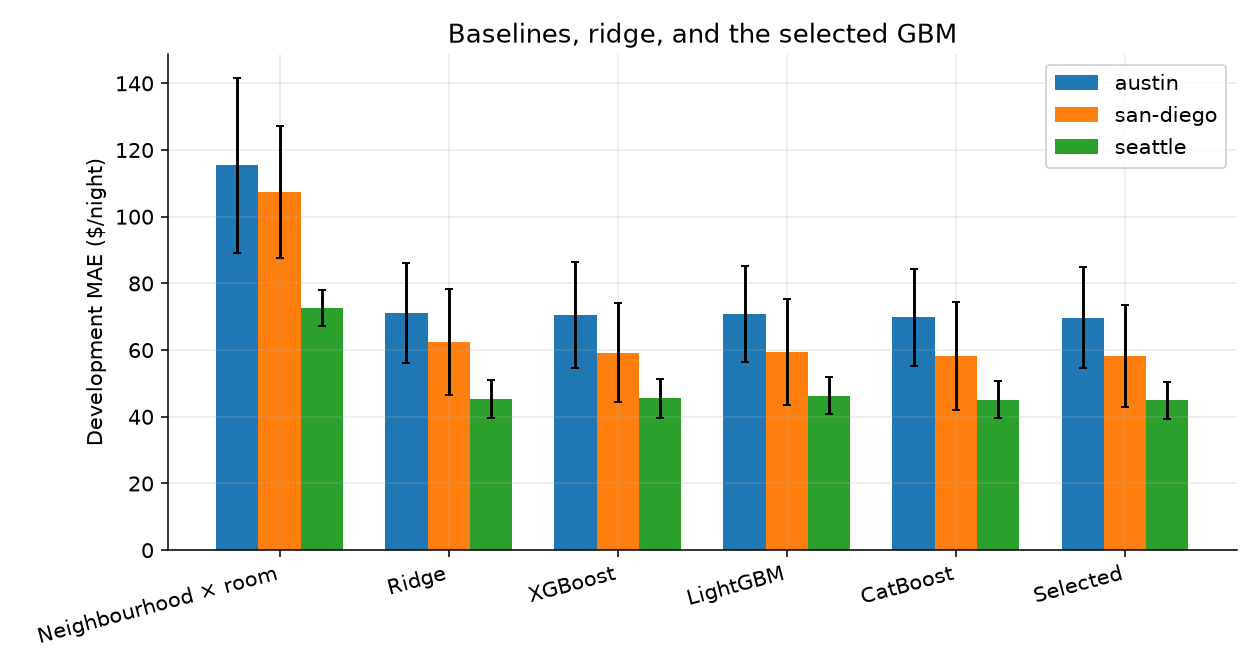 Baselines, ridge, and the selected GBM
Development MAE ($/night)
140
120
100
80
60
40
20
0
austin
san-diego
seattle
Neighbourhood × room
Ridge
XGBoost
LightGBM
CatBoost
Selected